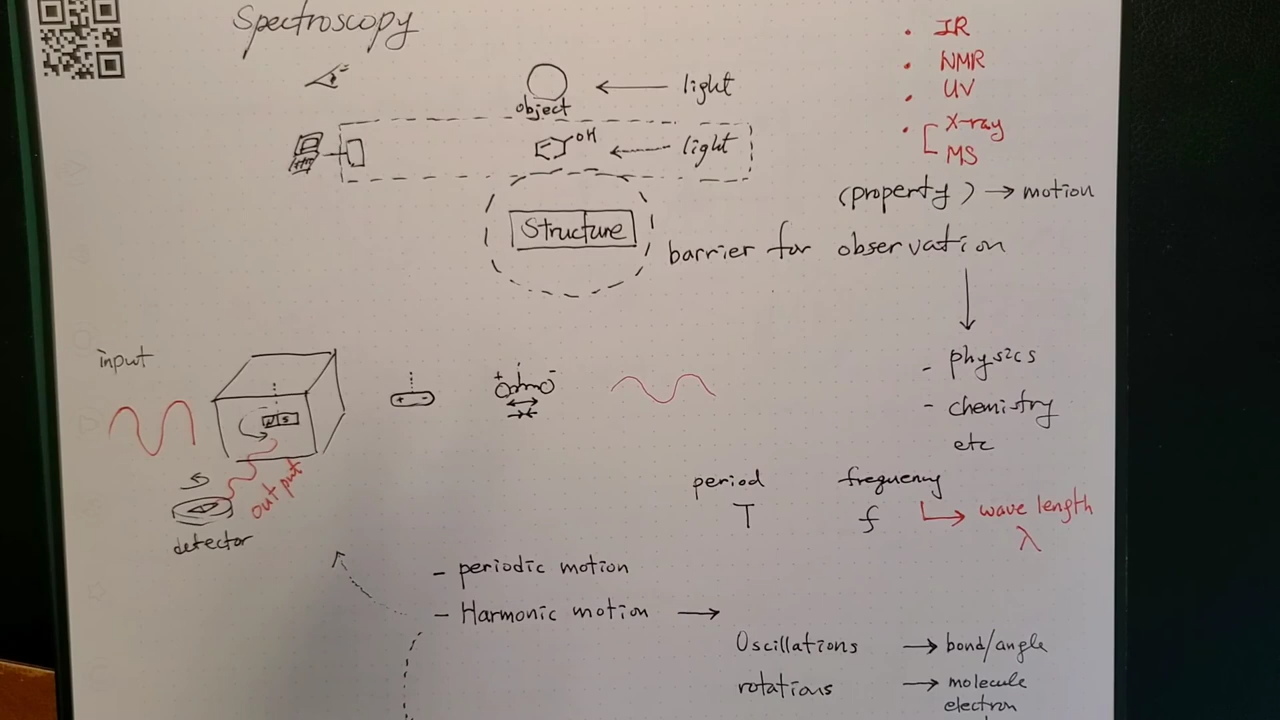 Spectroscopy
• IR
• NMR
• UV
• X-ray
MS
object ← light
OH ← light
(property) → motion
Structure
barrier for observation
- physics
- chemistry
etc
input
N S
+ -
+ -
output
detector
period
T
frequency
f
wave length
λ
- periodic motion
- Harmonic motion →
Oscillations → bond/angle
rotations → molecule
electron